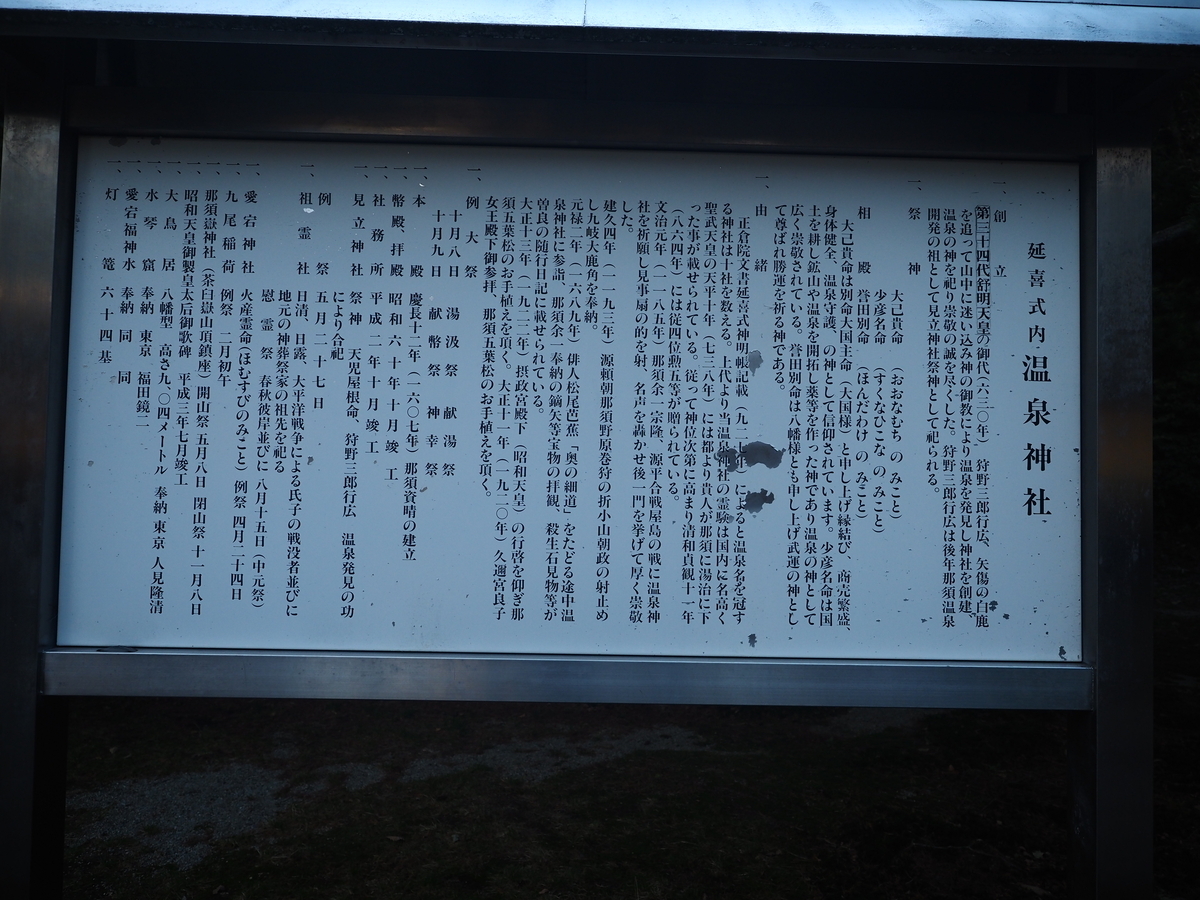 延喜式内温泉神社
一、創立
第三十四代舒明天皇の御代(六三〇年) 狩野三郎行広、矢傷の白鹿
を追って山中に迷い込み神の御教により温泉を発見し神社を創建、
温泉の神を祀り崇敬の誠を尽くした。狩野三郎行広は後年那須温泉
開発の祖として見立神社祭神として祀られる。
一、祭神
大己貴命 (おおなむち の みこと)
少彦名命 (すくなひこな の みこと)
相殿 誉田別命 (ほんだわけ の みこと)
大己貴命は別命大国主命(大国様)と申し上げ縁結び、商売繁盛、
身体健全、温泉守護、の神として信仰されています。少彦名命は国
土を耕し鉱山や温泉を開拓し薬等を作った神であり温泉の神として
広く崇敬されている。誉田別命は八幡様とも申し上げ武運の神とし
て尊ばれ勝運を祈る神である。
一、由緒
正倉院文書延喜式神明帳記載(九二 年)によると温泉名を冠す
る神社は十社を数える。上代より当温泉神社の霊験は国内に名高く
聖武天皇の天平十年(七三八年)には都より貴人が那須に湯治に下
った事が載せられている。従って神位次第に高まり清和貞観十一年
(八六四年)には従四位勲五等が贈られている。
文治元年(一一八五年)那須余一宗隆、源平合戦屋島の戦に温泉神
社を祈願し見事扇の的を射、名声を轟かせ後一門を挙げて厚く崇敬
した。
建久四年(一一九三年) 源頼朝那須野原巻狩の折小山朝政の射止め
し九岐大鹿角を奉納。
元禄二年(一六八九年)俳人松尾芭蕉「奥の細道」をたどる途中温
泉神社に参詣、那須余一奉納の鏑矢等宝物の拝観、殺生石見物等が
曽良の随行日記に載せられている。
大正十一年(一九二二年)摂政宮殿下(昭和天皇)の行啓を仰ぎ那
須五葉松のお手植えを頂く。大正十一年(一九二〇年)久邇宮良子
女王殿下御参拝、那須五葉松のお手植えを頂く。
一、例大祭
十月八日 湯汲祭 献湯祭
十月九日 献幣祭 神幸祭
一、本殿 慶長十二年(一六〇七年)那須資晴の建立
一、幣殿、拝殿 昭和六十年十月竣工
一、社務所 平成二年十月竣工
一、見立神社 祭神 天児屋根命、狩野三郎行広 温泉発見の功
により合祀
例祭 五月二十七日
一、祖霊社 日清、日露、大平洋戦争による氏子の戦没者並びに
地元の神葬祭家の祖先を祀る
慰霊祭 春秋彼岸並びに八月十五日(中元祭)
一、愛宕神社 火産霊命(ほむすびのみこと)例祭 四月二十四日
一、九尾稲荷 例祭 二月初午
一、那須嶽神社(茶臼嶽山頂鎮座) 開山祭 五月八日 閉山祭 十一月八日
一、昭和天皇御製皇太后御歌碑 平成三年七月竣工
一、大鳥居 八幡型 高さ九、〇四メートル 奉納 東京 人見隆清
一、水琴窟 奉納 東京 福田鏡二
一、愛宕福神水 奉納 同 同
一、灯篭 六十四基